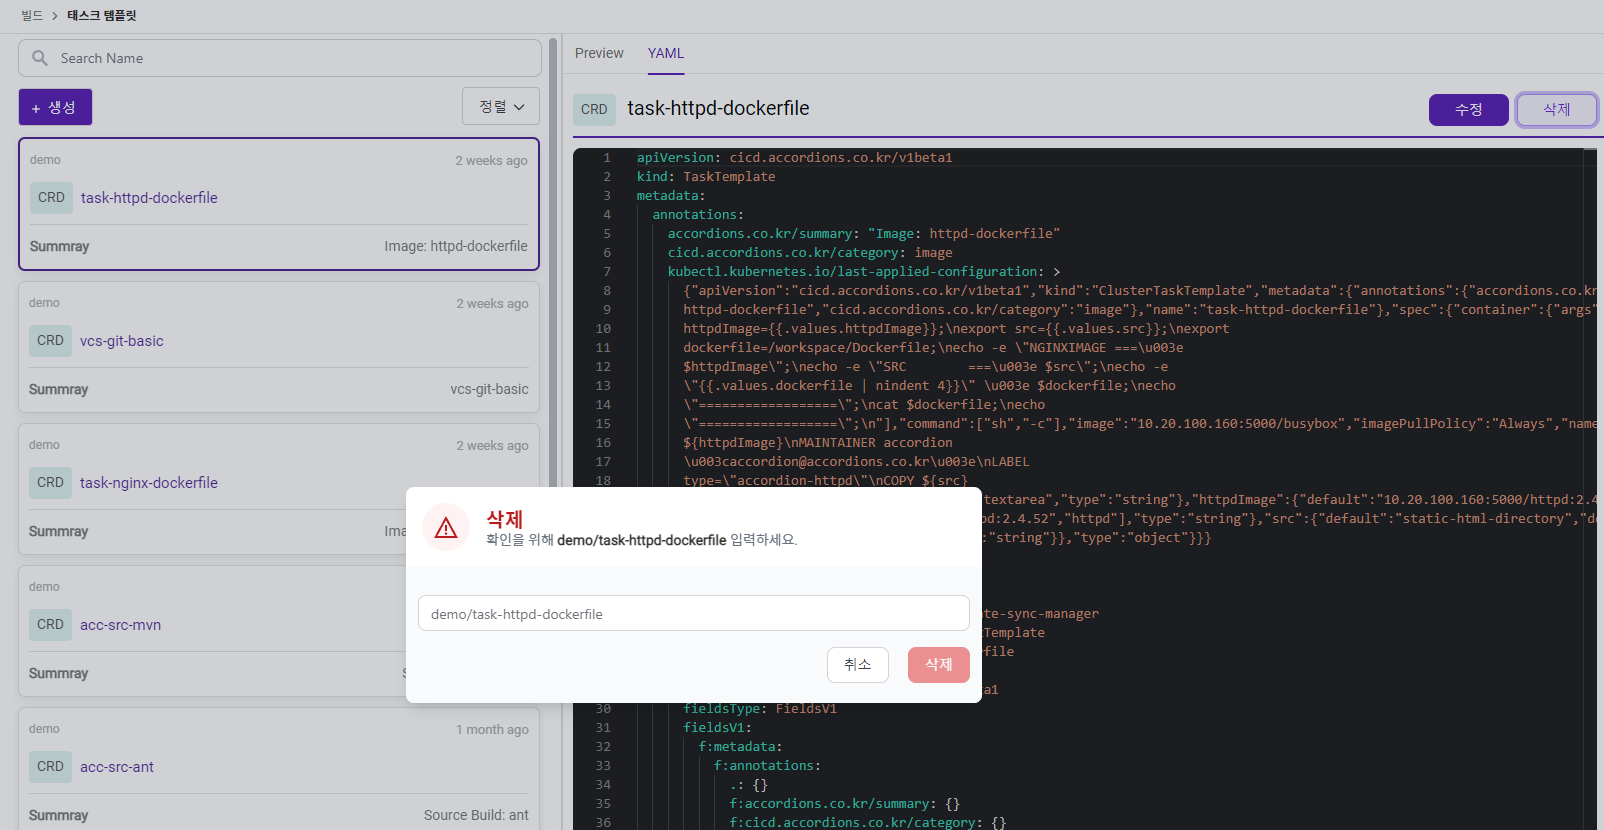 빌드 > 태스크 템플릿
Search Name
+ 생성
정렬
demo
2 weeks ago
CRD task-httpd-dockerfile
Summray
Image: httpd-dockerfile
demo
2 weeks ago
CRD vcs-git-basic
Summray
vcs-git-basic
demo
2 weeks ago
CRD task-nginx-dockerfile
Summray
demo
CRD acc-src-mvn
Summray
demo
1 month ago
CRD acc-src-ant
Summray
Source Build: ant
Preview YAML
CRD task-httpd-dockerfile
수정 삭제
1 apiVersion: cicd.accordions.co.kr/v1beta1
2 kind: TaskTemplate
3 metadata:
4 annotations:
5 accordions.co.kr/summary: "Image: httpd-dockerfile"
6 cicd.accordions.co.kr/category: image
7 kubectl.kubernetes.io/last-applied-configuration: >
8 {"apiVersion":"cicd.accordions.co.kr/v1beta1","kind":"ClusterTaskTemplate","metadata":{"annotations":{"accordions.co.kr
9 httpd-dockerfile","cicd.accordions.co.kr/category":"image"},"name":"task-httpd-dockerfile"},"spec":{"container":{"args"
10 httpdImage={{.values.httpdImage}};\nexport src={{.values.src}};\nexport
11 dockerfile=/workspace/Dockerfile;\necho -e \"NGINXIMAGE ===\u003e
12 $httpdImage\";\necho -e \"SRC ===\u003e $src\";\necho -e
13 \"{{.values.dockerfile | nindent 4}}\" \u003e $dockerfile;\necho
14 \"==================\";\ncat $dockerfile;\necho
15 \"==================\";\n"],"command":["sh","-c"],"image":"10.20.100.160:5000/busybox","imagePullPolicy":"Always","name
16 ${httpdImage}\nMAINTAINER accordion
17 \u003caccordion@accordions.co.kr\u003e\nLABEL
18 type=\"accordion-httpd\"\nCOPY ${src}
textarea","type":"string"},"httpdImage":{"default":"10.20.100.160:5000/httpd:2.4
pd:2.4.52","httpd"],"type":"string"},"src":{"default":"static-html-directory","de
:"string"}},"type":"object"}}}
te-sync-manager
Template
file
a1
30 fieldsType: FieldsV1
31 fieldsV1:
32 f:metadata:
33 f:annotations:
34 .: {}
35 f:accordions.co.kr/summary: {}
36 f:cicd.accordions.co.kr/category: {}
삭제
확인을 위해 demo/task-httpd-dockerfile 입력하세요.
demo/task-httpd-dockerfile
취소 삭제